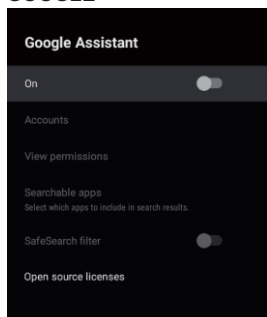 GOOGLE
Google Assistant
On
Accounts
View permissions
Searchable apps
Select which apps to include in search results.
SafeSearch filter
Open source licenses